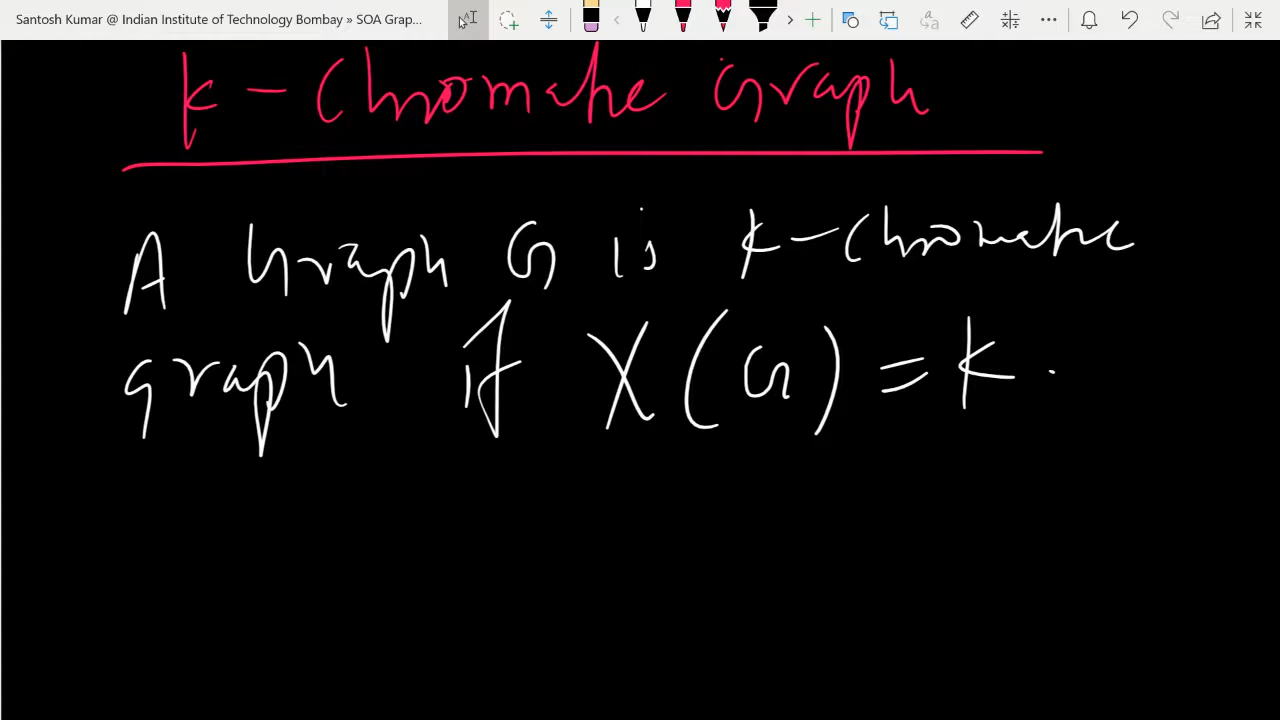 Santosh Kumar @ Indian Institute of Technology Bombay » SOA Grap...
k - Chromatic Graph
A Graph G is k-Chromatic
graph if χ(G) = k.